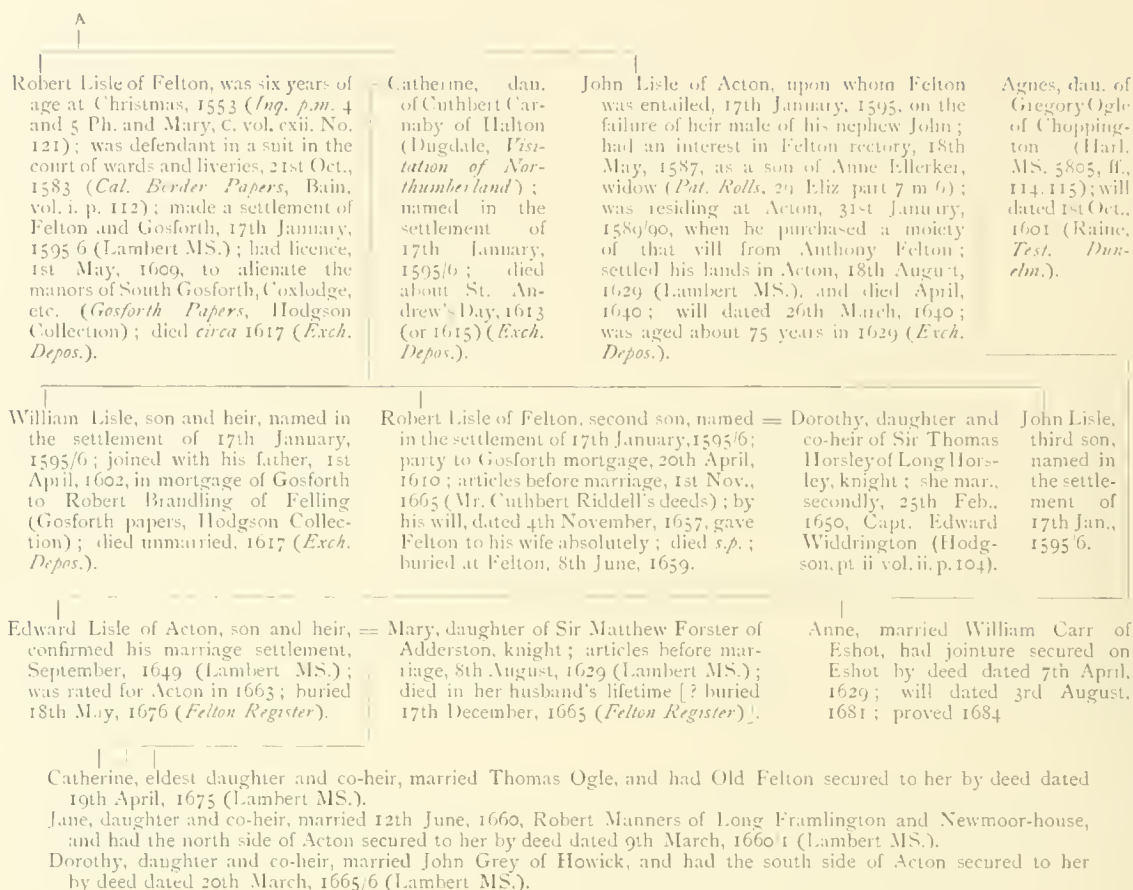 A
Robert Lisle of Felton, was six years of
age at Christmas, 1553 (Inq. p.m. 4
and 5 Ph. and Mary, C. vol. cxii. No.
121) ; was defendant in a suit in the
court of wards and liveries, 21st Oct.,
1583 (Cal. Border Papers, Bain,
vol. i. p. 112) ; made a settlement of
Felton and Gosforth, 17th January,
1595 6 (Lambert MS.) ; had licence,
1st May, 1609, to alienate the
manors of South Gosforth, Coxlodge,
etc. (Gosforth Papers, Hodgson
Collection) ; died circa 1617 (Exch.
Depos.).
= Catherine, dau.
of Cuthbert Car-
naby of Halton
(Dugdale, Visi-
tation of Nor-
thumberland) ;
named in the
settlement of
17th January,
1595/6 ; died
about St. An-
drew's Day, 1613
(or 1615) (Exch.
Depos.).
John Lisle of Acton, upon whom Felton
was entailed, 17th January, 1595, on the
failure of heir male of his nephew John ;
had an interest in Felton rectory, 18th
May, 1587, as a son of Anne Ellerker,
widow (Pat. Rolls, 29 Eliz part 7 m 6) ;
was residing at Acton, 31st January,
1589/90, when he purchased a moiety
of that vill from Anthony Felton ;
settled his lands in Acton, 18th Augurt,
1629 (Lambert MS.), and died April,
1640 ; will dated 26th March, 1640 ;
was aged about 75 years in 1629 (Exch.
Depos.).
Agnes, dau. of
Gregory Ogle
of Chopping-
ton (Harl.
MS. 5805, ff.,
114, 115); will
dated 1st Oct.,
1601 (Raine,
Test. Dun-
elm.).
William Lisle, son and heir, named in
the settlement of 17th January,
1595/6 ; joined with his father, 1st
April, 1602, in mortgage of Gosforth
to Robert Brandling of Felling
(Gosforth papers, Hodgson Collec-
tion) ; died unmarried, 1617 (Exch.
Depos.).
Robert Lisle of Felton, second son, named =
in the settlement of 17th January, 1595/6;
party to Gosforth mortgage, 20th April,
1610 ; articles before marriage, 1st Nov.,
1665 (Mr. Cuthbert Riddell's deeds) ; by
his will, dated 4th November, 1657, gave
Felton to his wife absolutely ; died s.p. ;
buried at Felton, 8th June, 1659.
Dorothy, daughter and
co-heir of Sir Thomas
Horsley of Long Hors-
ley, knight ; she mar.,
secondly, 25th Feb.,
1650, Capt. Edward
Widdrington (Hodg-
son, pt ii vol. ii. p. 104).
John Lisle,
third son,
named in
the settle-
ment of
17th Jan.,
1595 6.
Edward Lisle of Acton, son and heir, =
confirmed his marriage settlement,
September, 1649 (Lambert MS.) ;
was rated for Acton in 1663 ; buried
18th May, 1676 (Felton Register).
Mary, daughter of Sir Matthew Forster of
Adderston, knight ; articles before mar-
riage, 8th August, 1629 (Lambert MS.) ;
died in her husband's lifetime [ ? buried
17th December, 1665 (Felton Register)].
Anne, married William Carr of
Eshot, had jointure secured on
Eshot by deed dated 7th April,
1629 ; will dated 3rd August,
1681 ; proved 1684
Catherine, eldest daughter and co-heir, married Thomas Ogle, and had Old Felton secured to her by deed dated
19th April, 1675 (Lambert MS.).
Jane, daughter and co-heir, married 12th June, 1660, Robert Manners of Long Framlington and Newmoor-house,
and had the north side of Acton secured to her by deed dated 9th March, 1660 1 (Lambert MS.).
Dorothy, daughter and co-heir, married John Grey of Howick, and had the south side of Acton secured to her
by deed dated 20th March, 1665/6 (Lambert MS.).